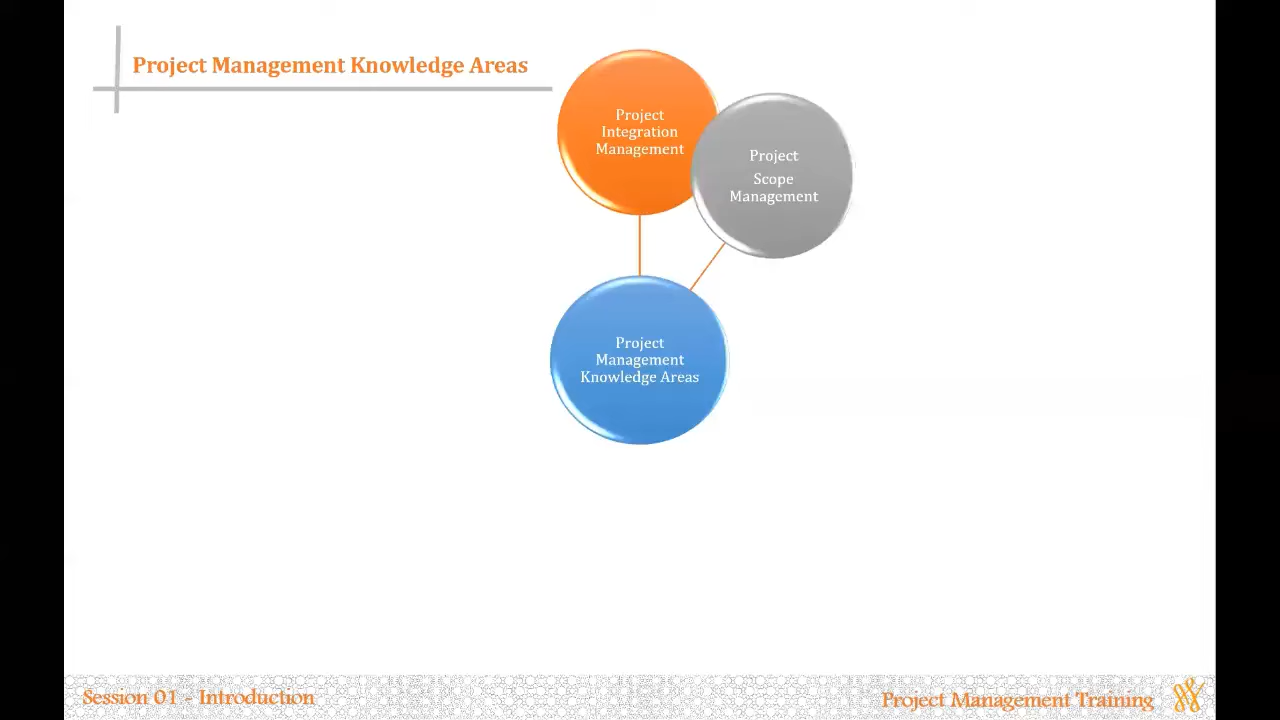 Project Management Knowledge Areas
Project
Integration
Management
Project
Scope
Management
Project
Management
Knowledge Areas
Session 01 - Introduction
Project Management Training